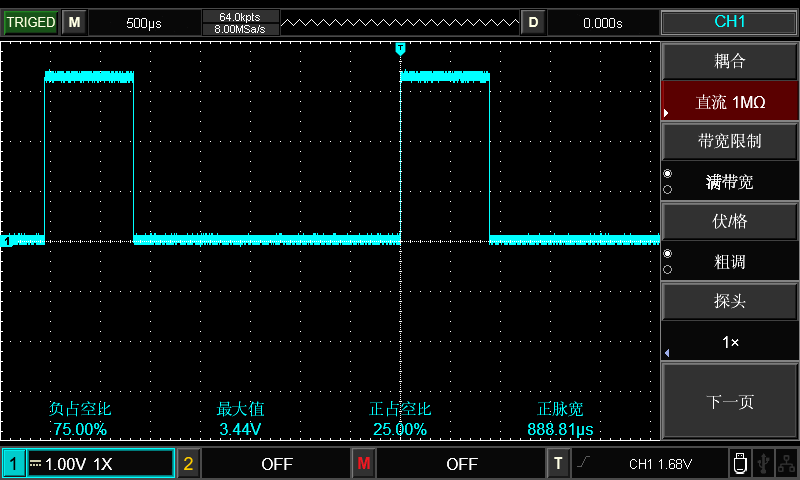 TRIGED M 500μs 64.0kpts D 0.000s CH1
8.00MSa/s
T
耦合
直流 1MΩ
带宽限制
满带宽
伏/格
粗调
探头
1×
下一页
1
负占空比 最大值 正占空比 正脉宽
75.00% 3.44V 25.00% 888.81μs
1 1.00V 1X 2 OFF M OFF T CH1 1.68V